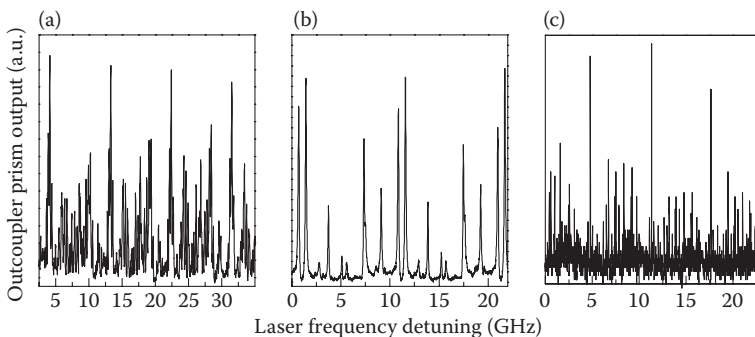 (a) (b) (c)
Outcoupler prism output (a.u.)
5 10 15 20 25 30 0 5 10 15 20 0 5 10 15 20
Laser frequency detuning (GHz)